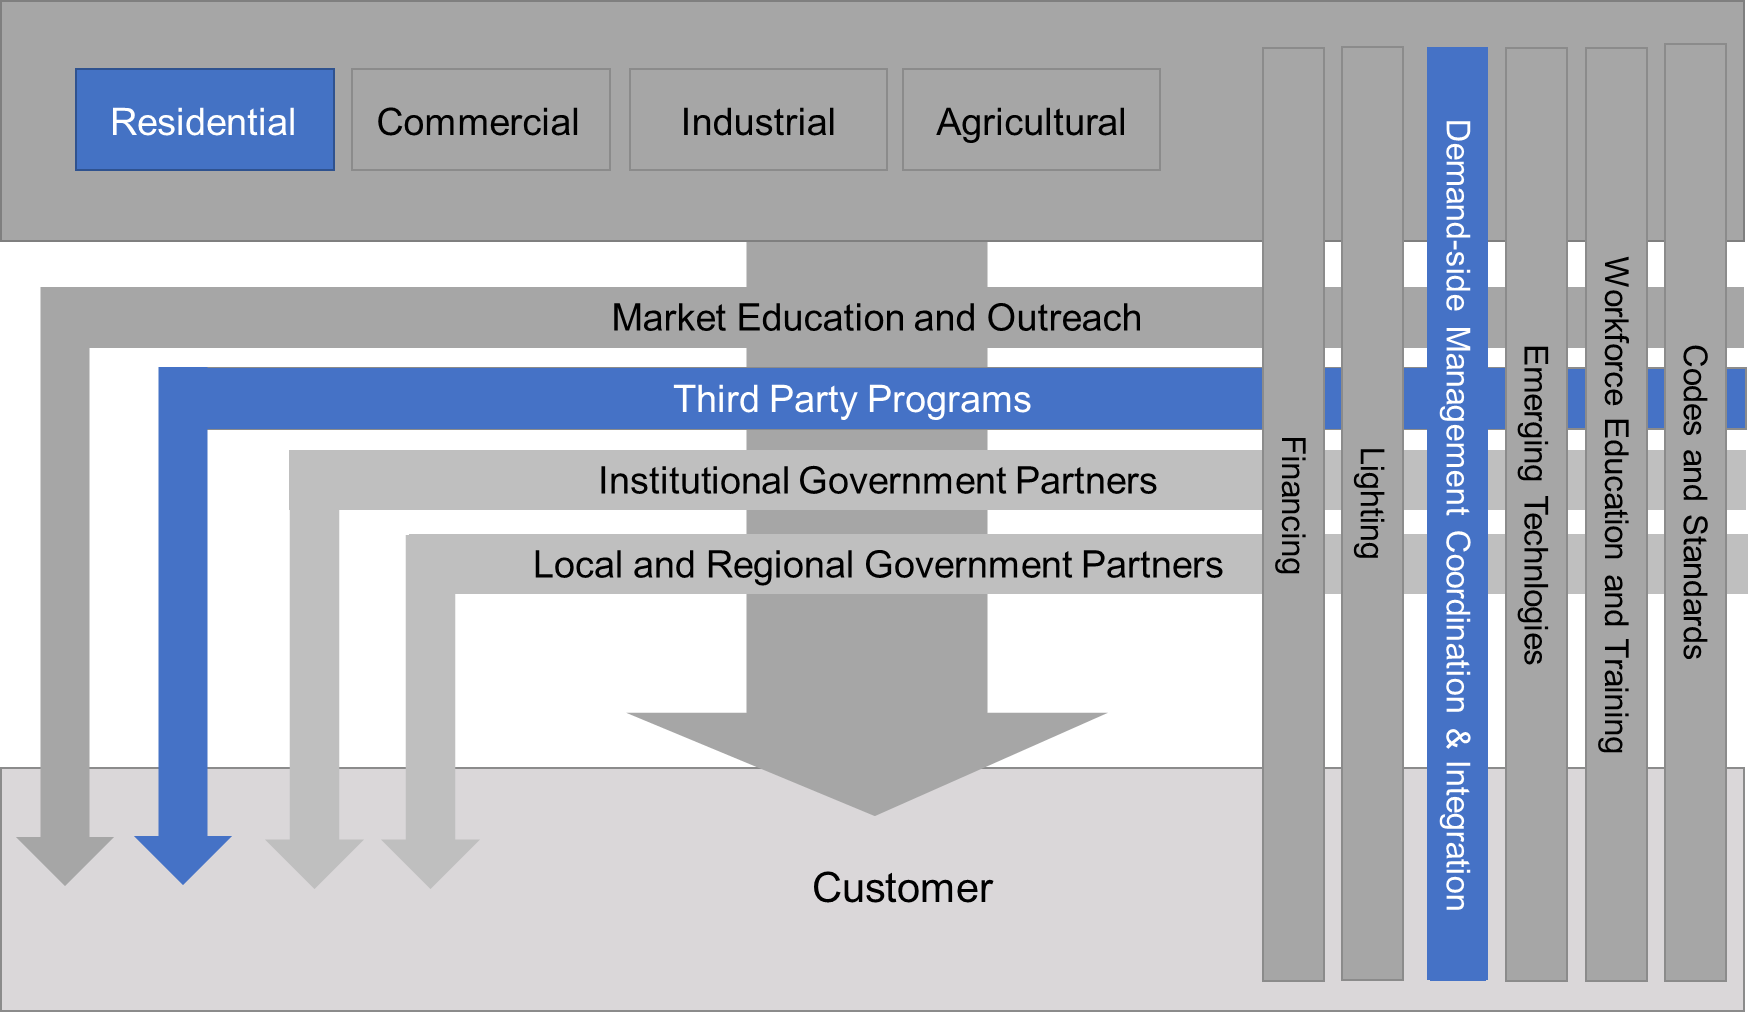 Residential
Commercial
Industrial
Agricultural
Market Education and Outreach
Third Party Programs
Institutional Government Partners
Local and Regional Government Partners
Financing
Lighting
Demand-side Management Coordination & Integration
Emerging Technlogies
Workforce Education and Training
Codes and Standards
Customer